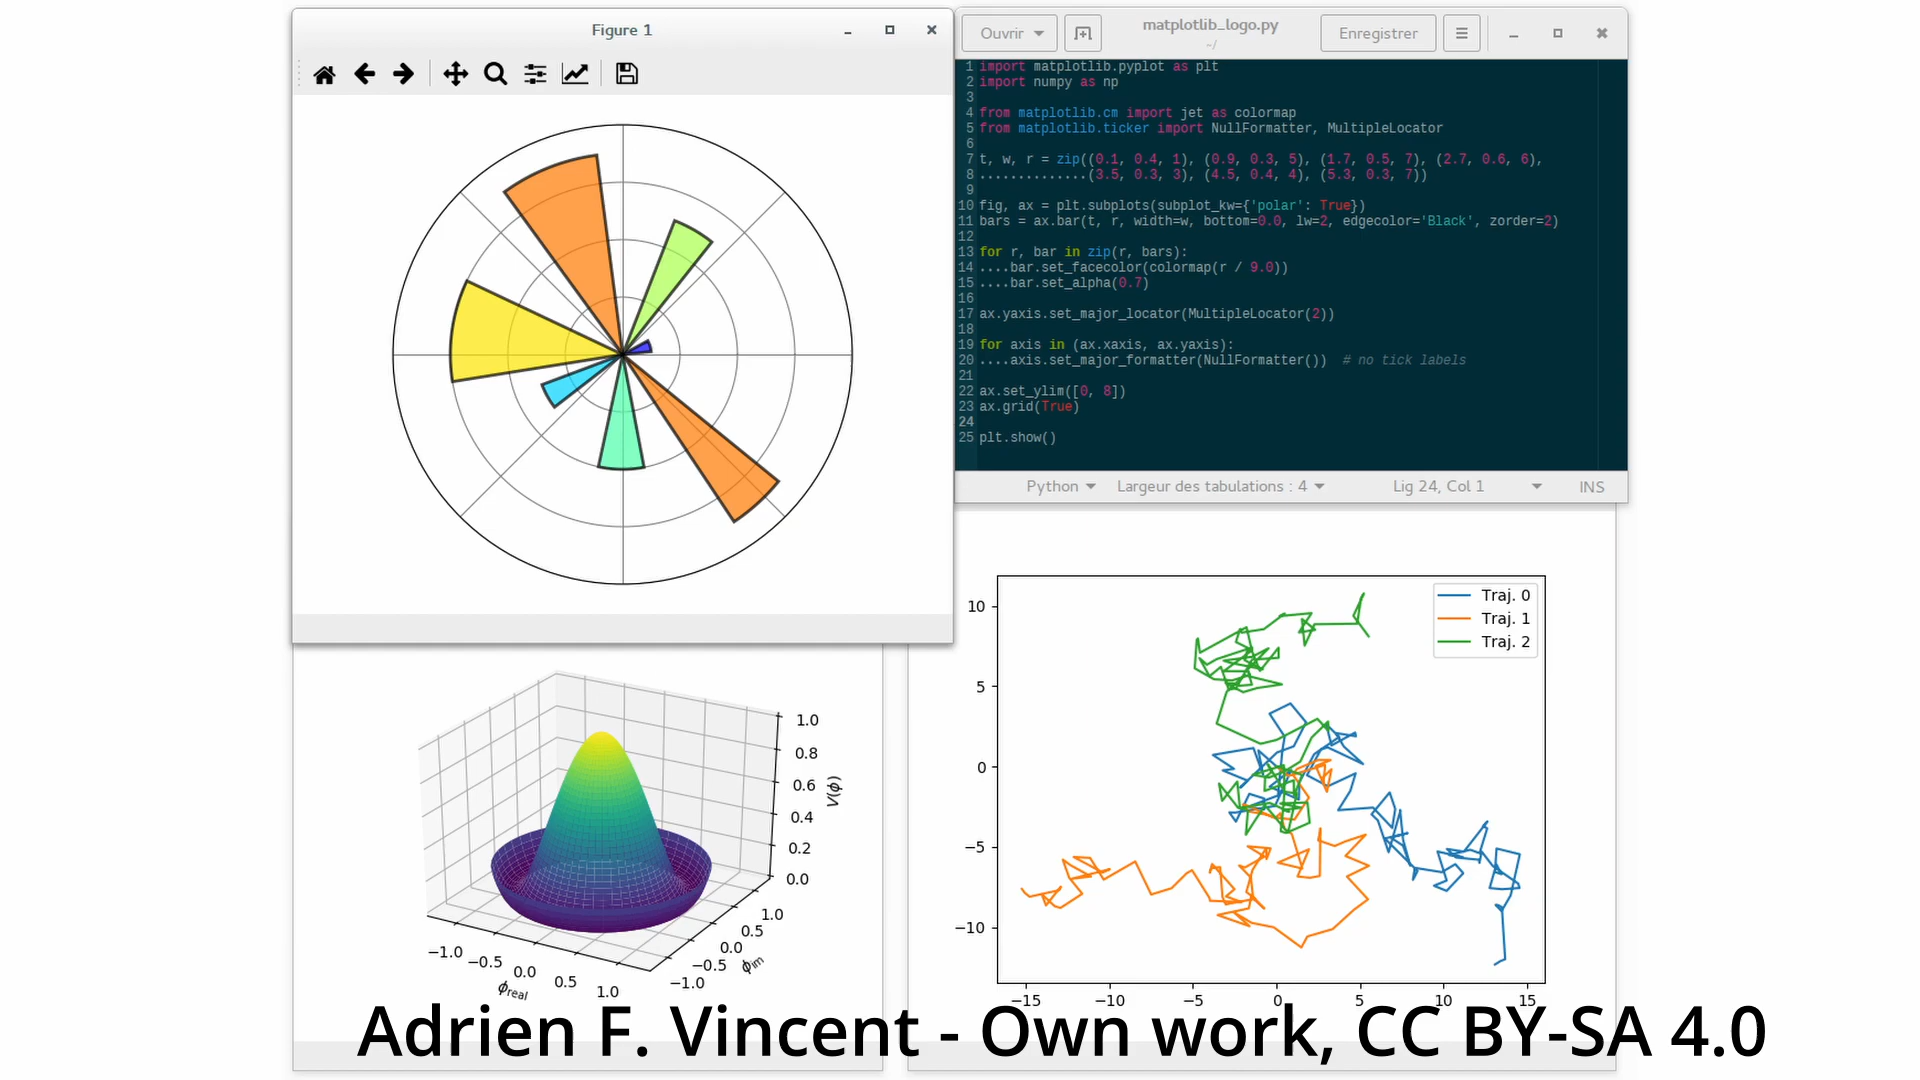 Figure 1
Ouvrir
matplotlib_logo.py
~/
Enregistrer
1 import matplotlib.pyplot as plt
2 import numpy as np
3
4 from matplotlib.cm import jet as colormap
5 from matplotlib.ticker import NullFormatter, MultipleLocator
6
7 t, w, r = zip((0.1, 0.4, 1), (0.9, 0.3, 5), (1.7, 0.5, 7), (2.7, 0.6, 6),
8 ..............(3.5, 0.3, 3), (4.5, 0.4, 4), (5.3, 0.3, 7))
9
10 fig, ax = plt.subplots(subplot_kw={'polar': True})
11 bars = ax.bar(t, r, width=w, bottom=0.0, lw=2, edgecolor='Black', zorder=2)
12
13 for r, bar in zip(r, bars):
14 ....bar.set_facecolor(colormap(r / 9.0))
15 ....bar.set_alpha(0.7)
16
17 ax.yaxis.set_major_locator(MultipleLocator(2))
18
19 for axis in (ax.xaxis, ax.yaxis):
20 ....axis.set_major_formatter(NullFormatter())  # no tick labels
21
22 ax.set_ylim([0, 8])
23 ax.grid(True)
24
25 plt.show()
Python
Largeur des tabulations : 4
Lig 24, Col 1
INS
1.0
0.8
0.6
0.4
0.2
0.0
V(ϕ)
−1.0
−0.5
0.0
0.5
1.0
ϕreal
1.0
0.5
0.0
−0.5
−1.0
ϕim
Traj. 0
Traj. 1
Traj. 2
10
5
0
−5
−10
−15
−10
−5
0
5
10
15
Adrien F. Vincent - Own work, CC BY-SA 4.0